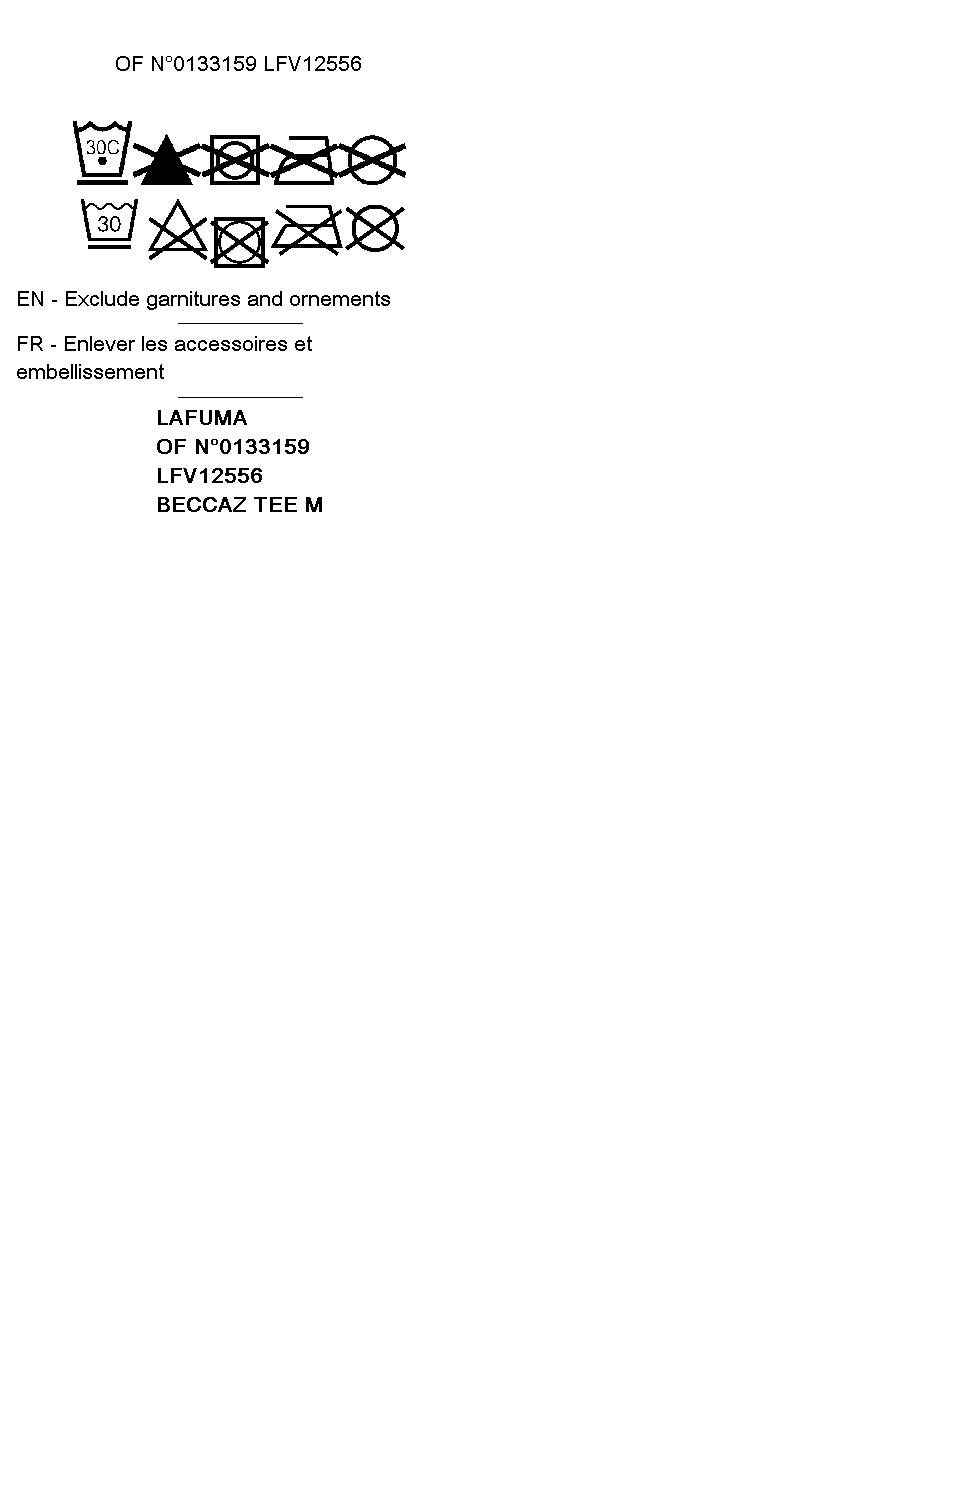 OF N°0133159 LFV12556
30C
30
EN - Exclude garnitures and ornements
FR - Enlever les accessoires et
embellissement
LAFUMA
OF N°0133159
LFV12556
BECCAZ TEE M